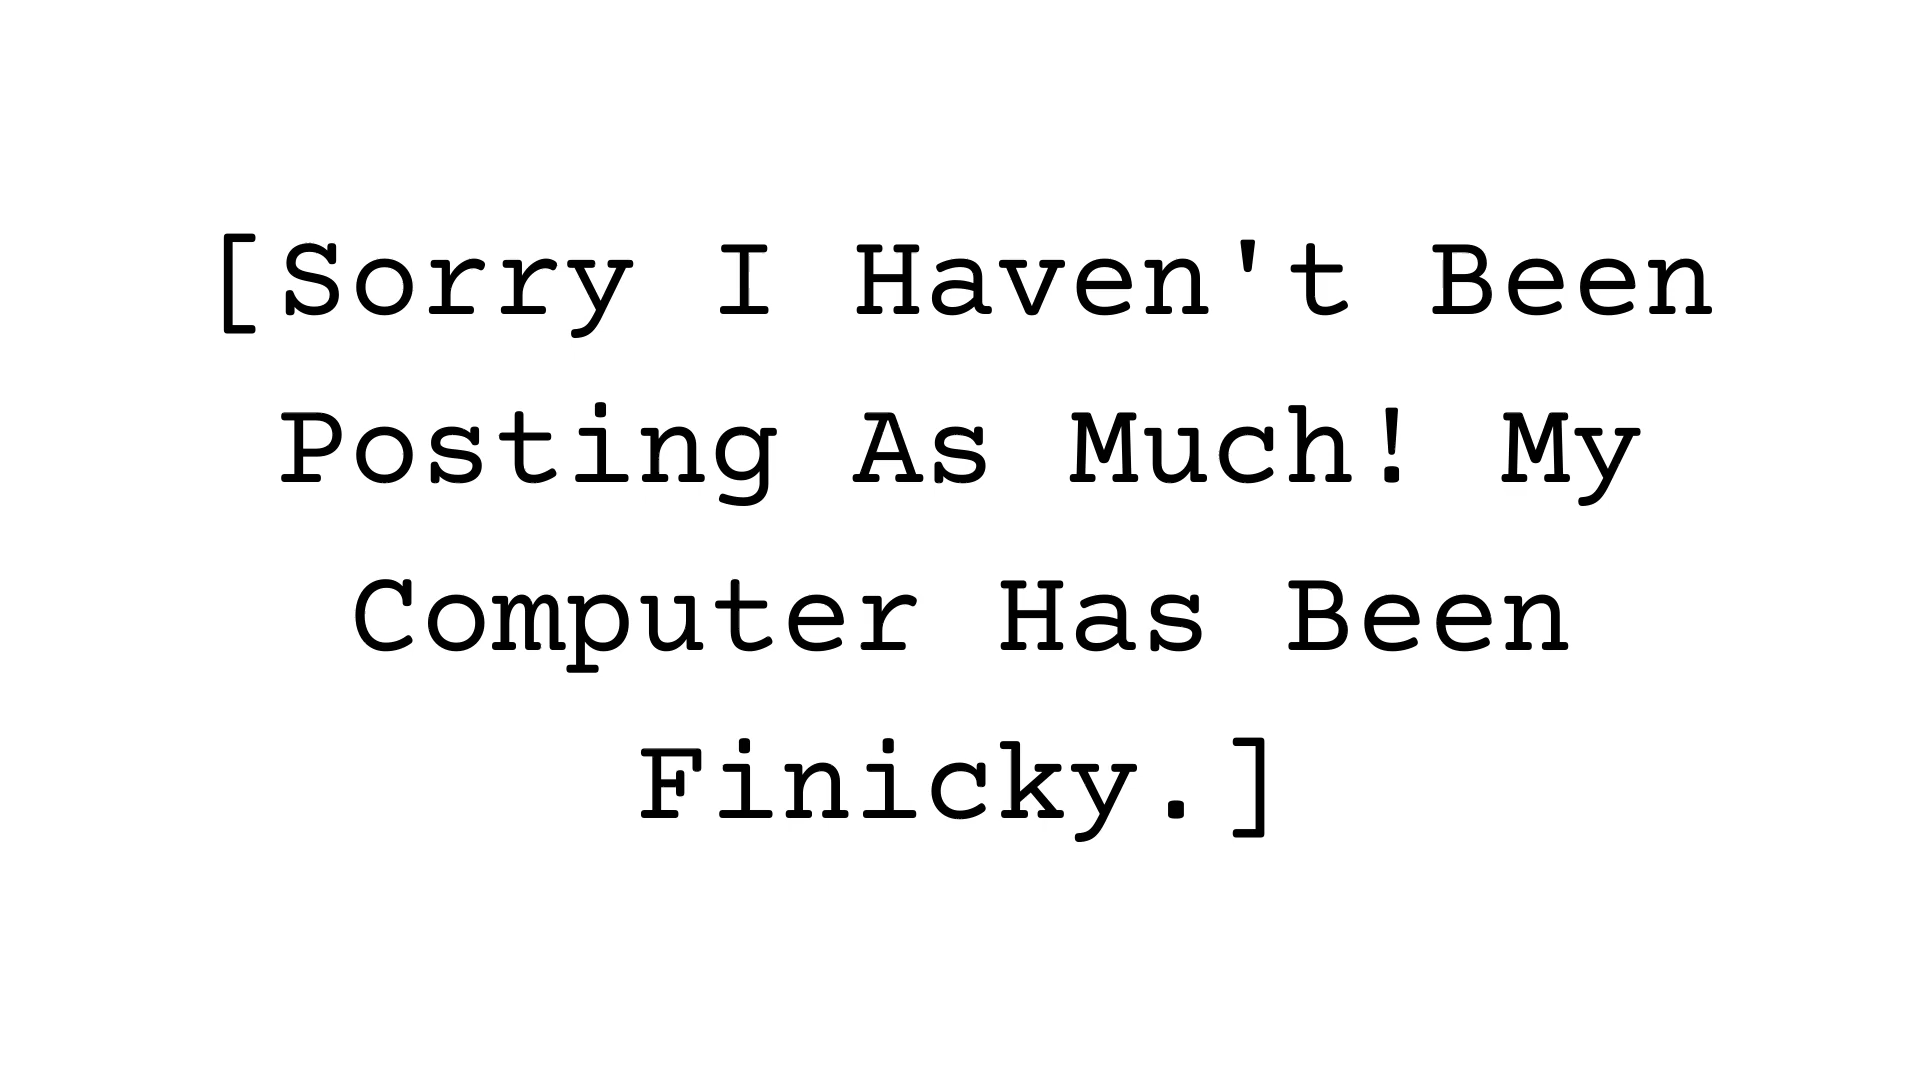 [Sorry I Haven't Been
Posting As Much! My
Computer Has Been
Finicky.]